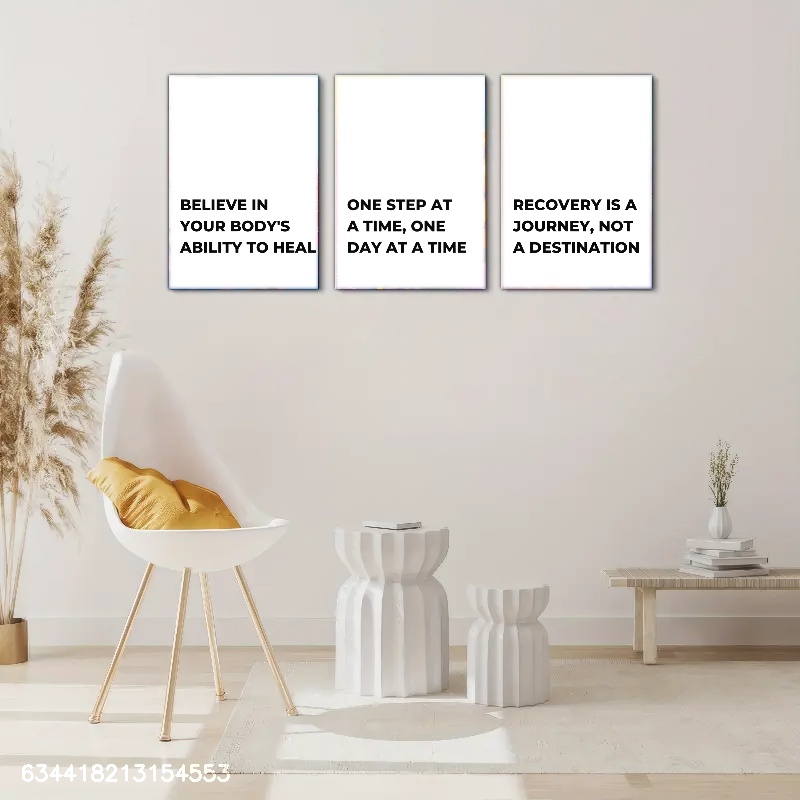 BELIEVE IN
YOUR BODY'S
ABILITY TO HEAL
ONE STEP AT
A TIME, ONE
DAY AT A TIME
RECOVERY IS A
JOURNEY, NOT
A DESTINATION
634418213154553